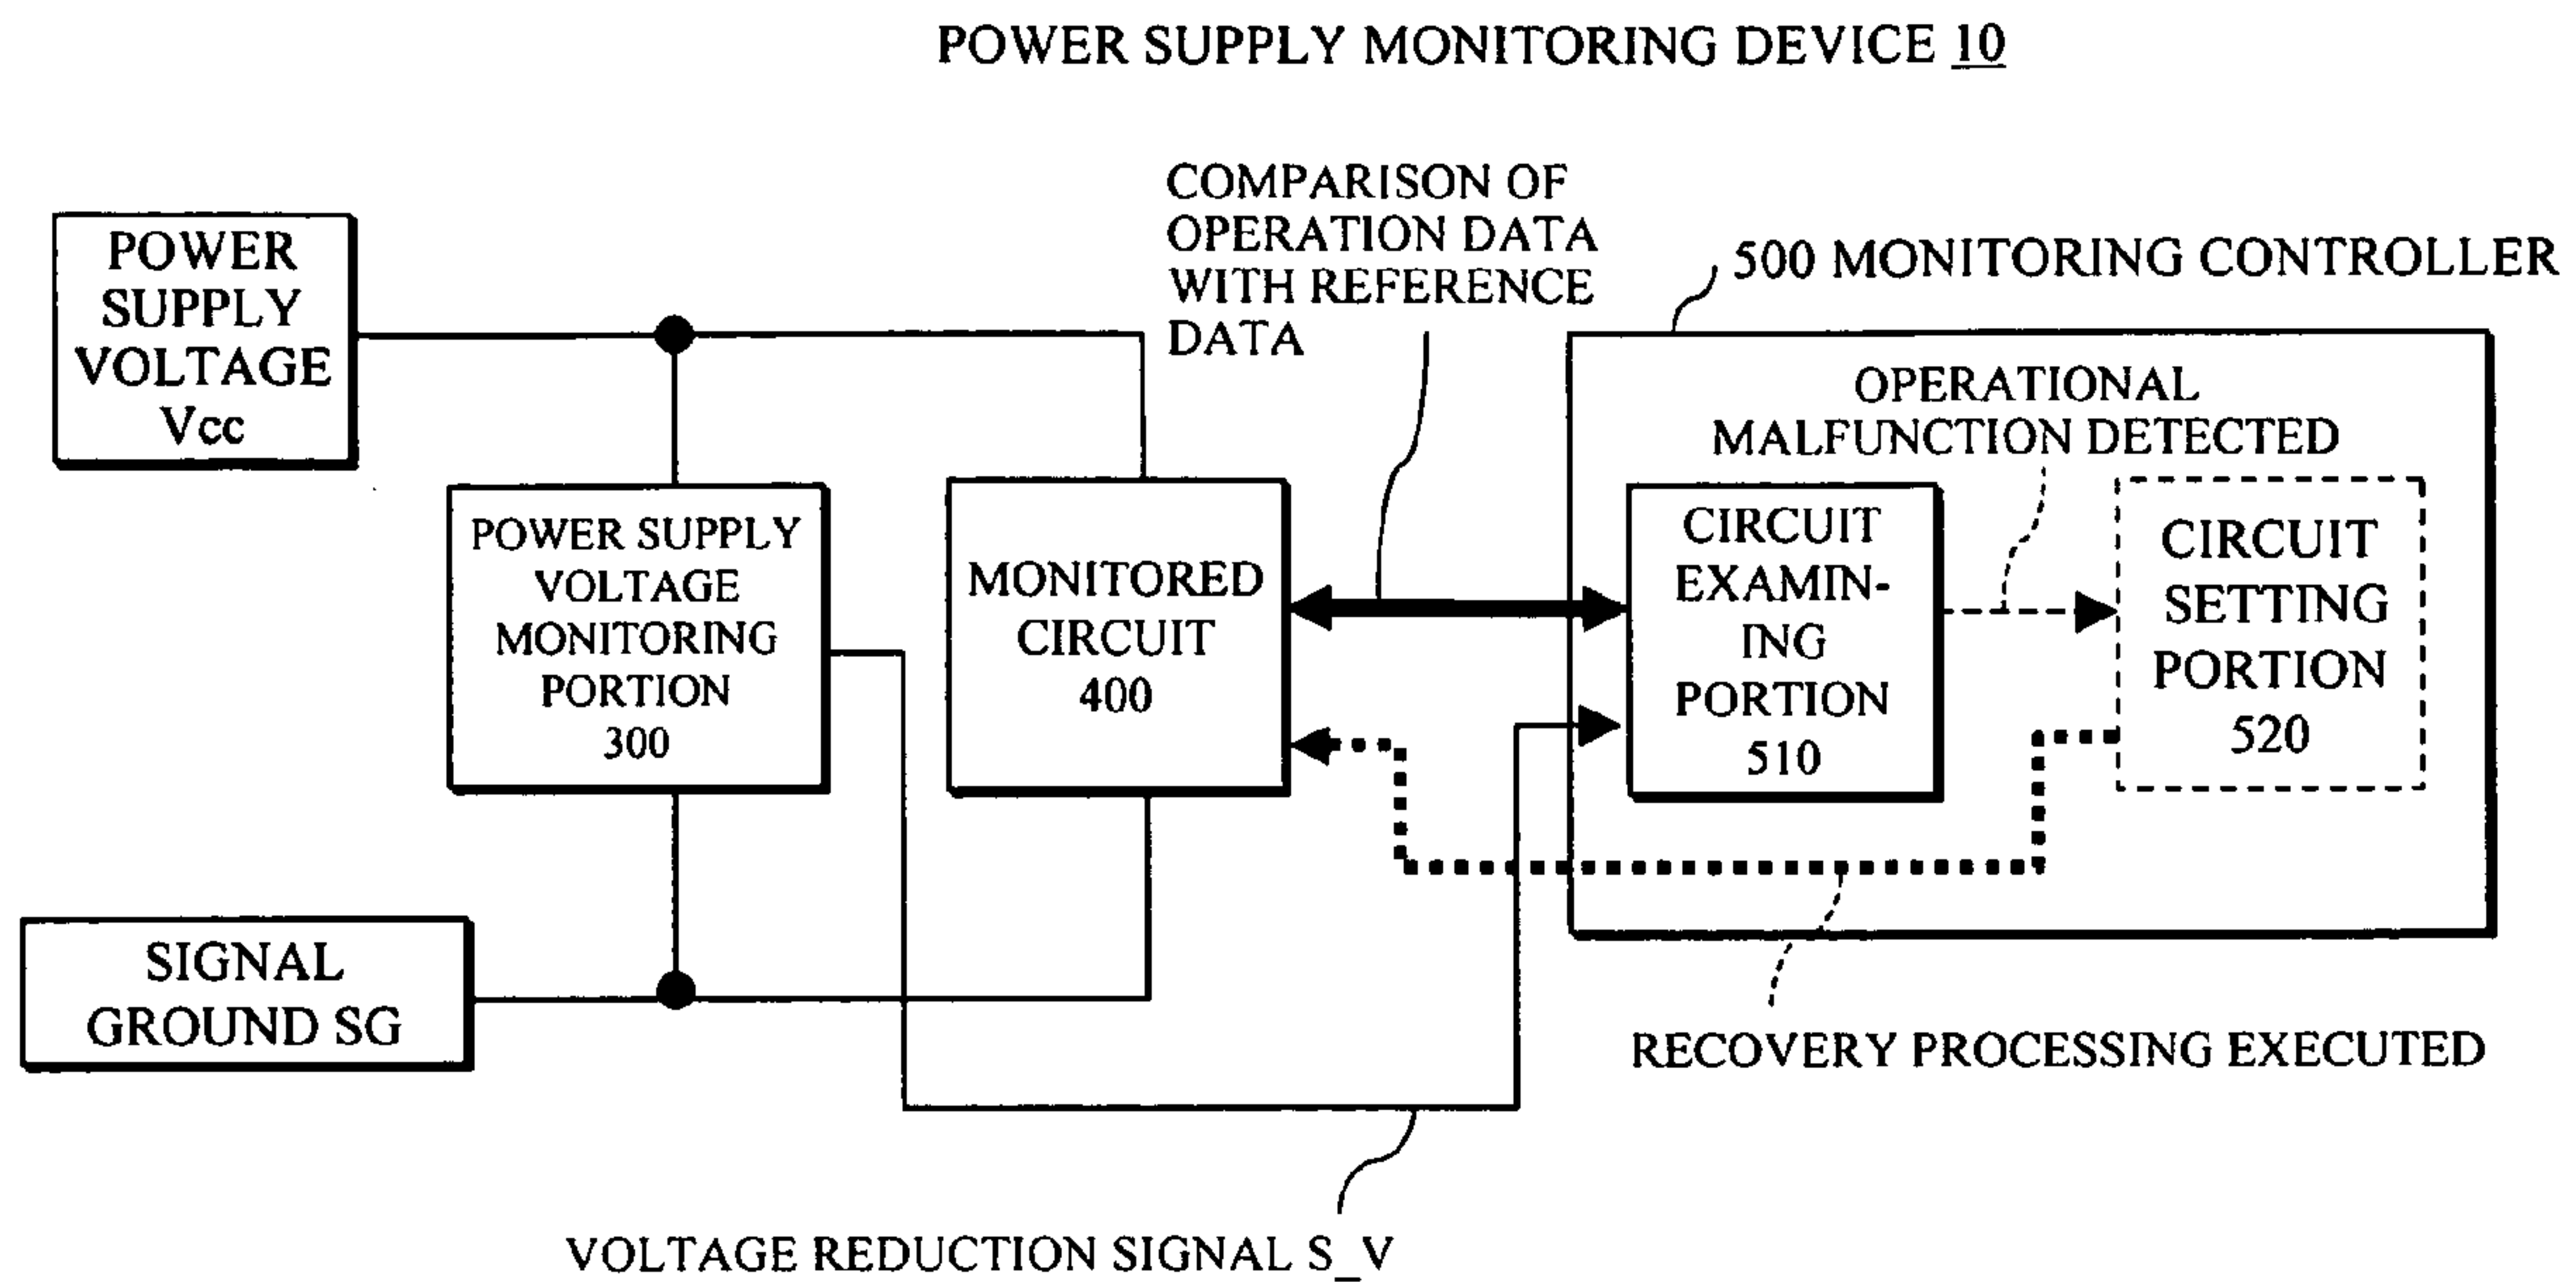 POWER SUPPLY MONITORING DEVICE 10
COMPARISON OF
OPERATION DATA
WITH REFERENCE
DATA
POWER
SUPPLY
VOLTAGE
Vcc
500 MONITORING CONTROLLER
OPERATIONAL
MALFUNCTION DETECTED
POWER SUPPLY
VOLTAGE
MONITORING
PORTION
300
MONITORED
CIRCUIT
400
CIRCUIT
EXAMIN-
ING
PORTION
510
CIRCUIT
SETTING
PORTION
520
SIGNAL
GROUND SG
RECOVERY PROCESSING EXECUTED
VOLTAGE REDUCTION SIGNAL S_V